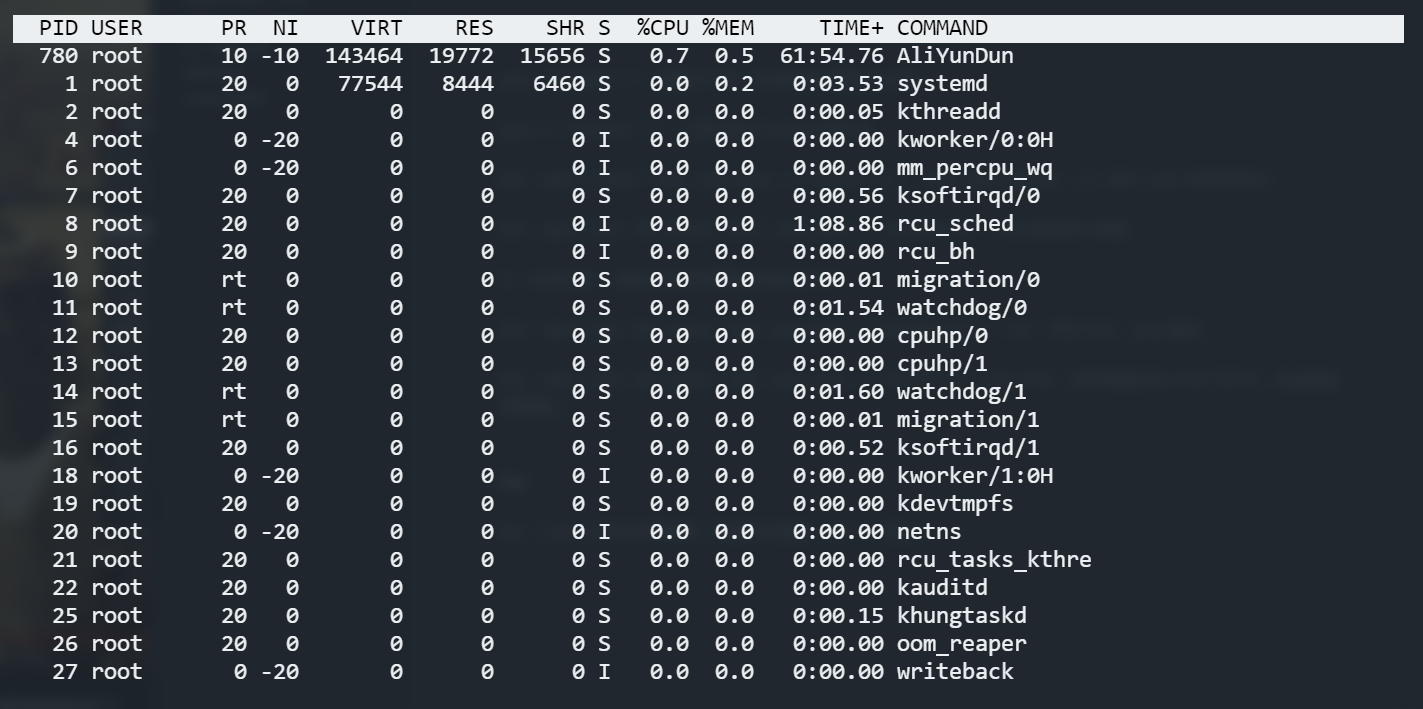 PID USER PR NI VIRT RES SHR S %CPU %MEM TIME+ COMMAND
780 root 10 -10 143464 19772 15656 S 0.7 0.5 61:54.76 AliYunDun
1 root 20 0 77544 8444 6460 S 0.0 0.2 0:03.53 systemd
2 root 20 0 0 0 0 S 0.0 0.0 0:00.05 kthreadd
4 root 0 -20 0 0 0 I 0.0 0.0 0:00.00 kworker/0:0H
6 root 0 -20 0 0 0 I 0.0 0.0 0:00.00 mm_percpu_wq
7 root 20 0 0 0 0 S 0.0 0.0 0:00.56 ksoftirqd/0
8 root 20 0 0 0 0 I 0.0 0.0 1:08.86 rcu_sched
9 root 20 0 0 0 0 I 0.0 0.0 0:00.00 rcu_bh
10 root rt 0 0 0 0 S 0.0 0.0 0:00.01 migration/0
11 root rt 0 0 0 0 S 0.0 0.0 0:01.54 watchdog/0
12 root 20 0 0 0 0 S 0.0 0.0 0:00.00 cpuhp/0
13 root 20 0 0 0 0 S 0.0 0.0 0:00.00 cpuhp/1
14 root rt 0 0 0 0 S 0.0 0.0 0:01.60 watchdog/1
15 root rt 0 0 0 0 S 0.0 0.0 0:00.01 migration/1
16 root 20 0 0 0 0 S 0.0 0.0 0:00.52 ksoftirqd/1
18 root 0 -20 0 0 0 I 0.0 0.0 0:00.00 kworker/1:0H
19 root 20 0 0 0 0 S 0.0 0.0 0:00.00 kdevtmpfs
20 root 0 -20 0 0 0 I 0.0 0.0 0:00.00 netns
21 root 20 0 0 0 0 S 0.0 0.0 0:00.00 rcu_tasks_kthre
22 root 20 0 0 0 0 S 0.0 0.0 0:00.00 kauditd
25 root 20 0 0 0 0 S 0.0 0.0 0:00.15 khungtaskd
26 root 20 0 0 0 0 S 0.0 0.0 0:00.00 oom_reaper
27 root 0 -20 0 0 0 I 0.0 0.0 0:00.00 writeback